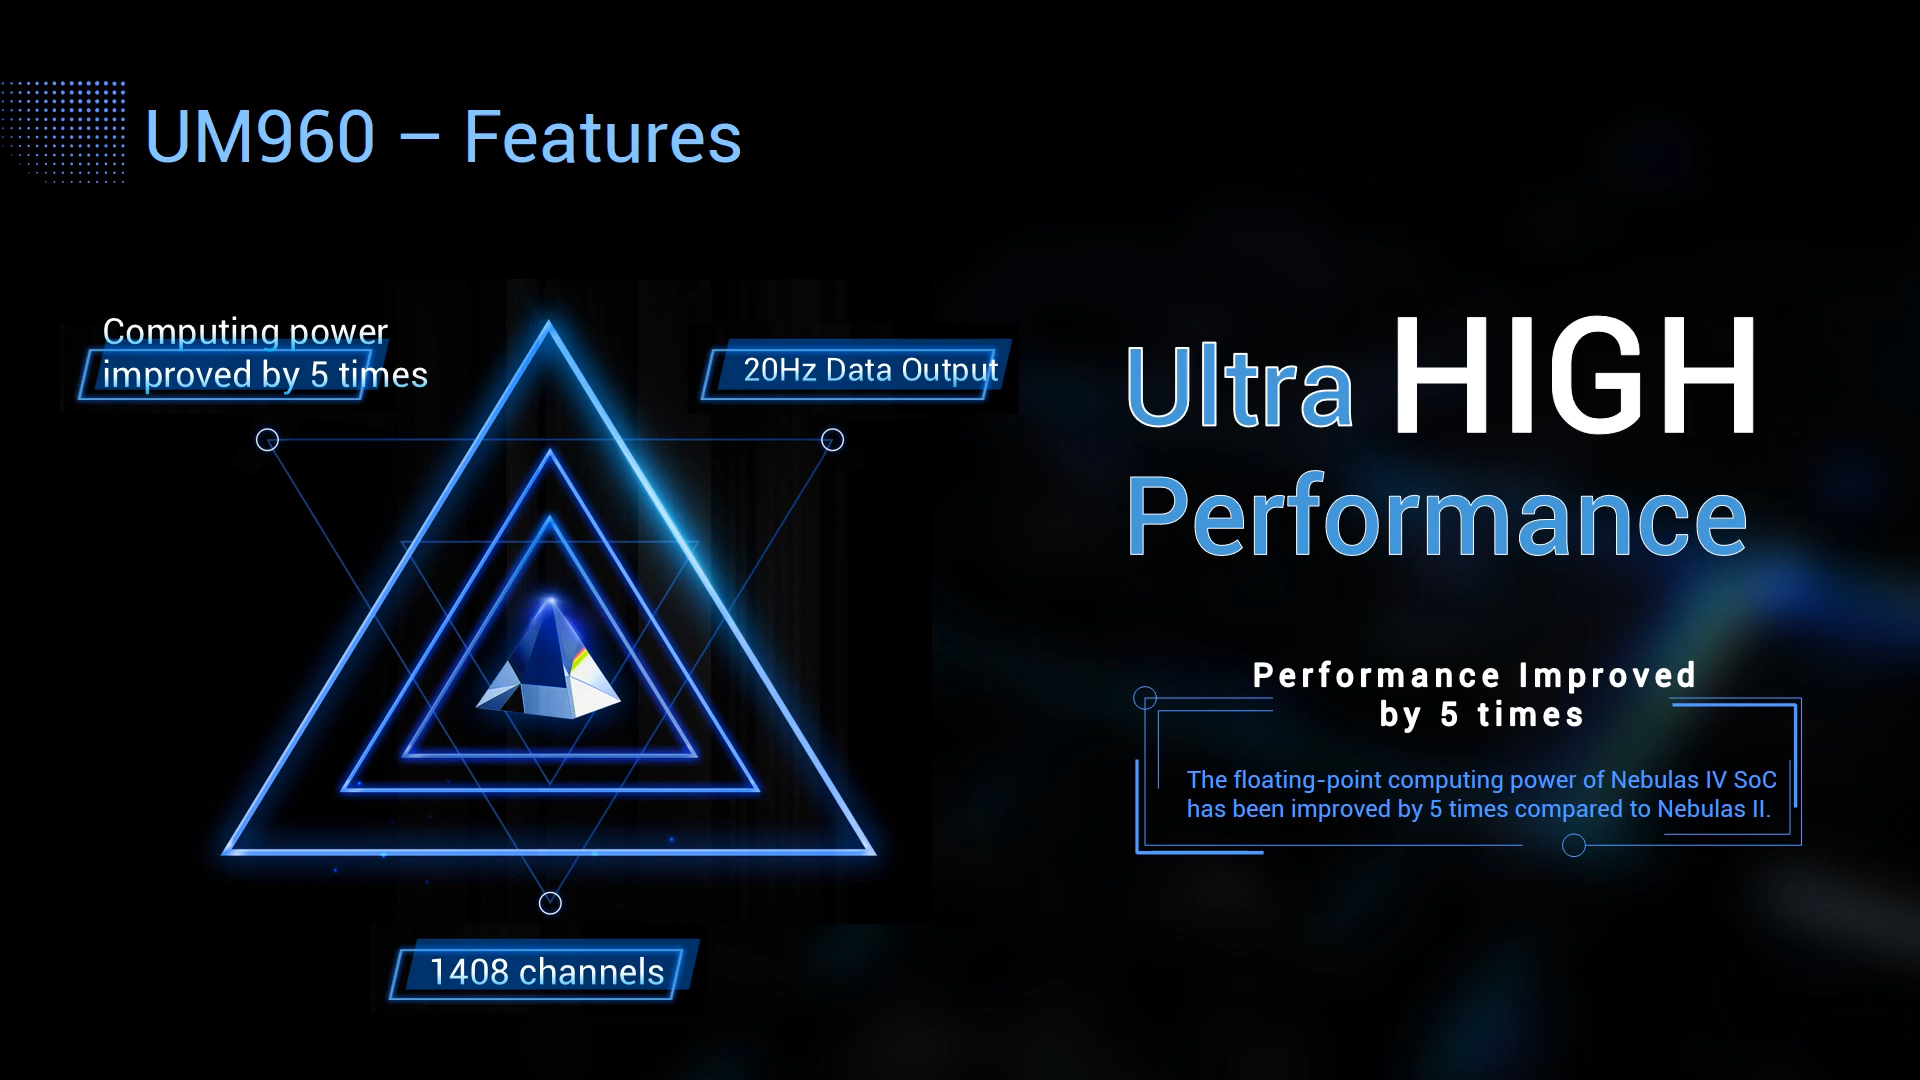 UM960 – Features
Computing power
improved by 5 times
20Hz Data Output
1408 channels
Ultra HIGH
Performance
Performance Improved
by 5 times
The floating-point computing power of Nebulas IV SoC
has been improved by 5 times compared to Nebulas II.